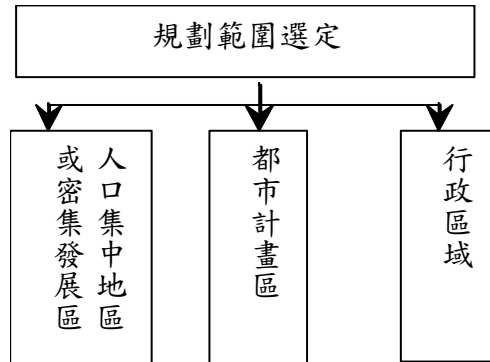 規劃範圍選定
人口集中地區
或密集發展區
都市計畫區
行政區域